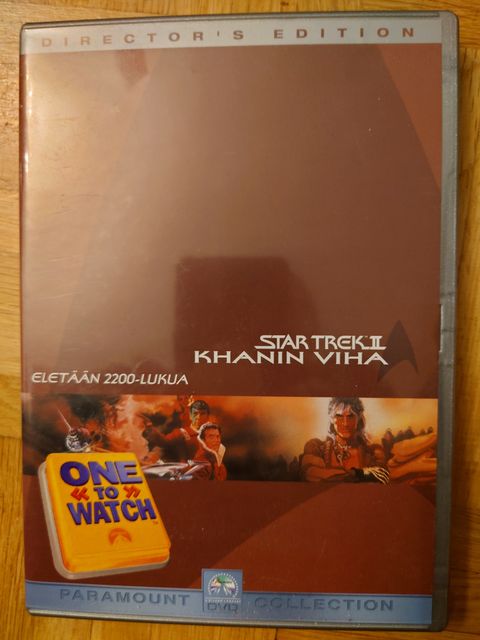 DIRECTOR'S EDITION
STAR TREK II
KHANIN VIHA
ELETÄÄN 2200-LUKUA
ONE
« TO »
WATCH
PARAMOUNT DVD COLLECTION